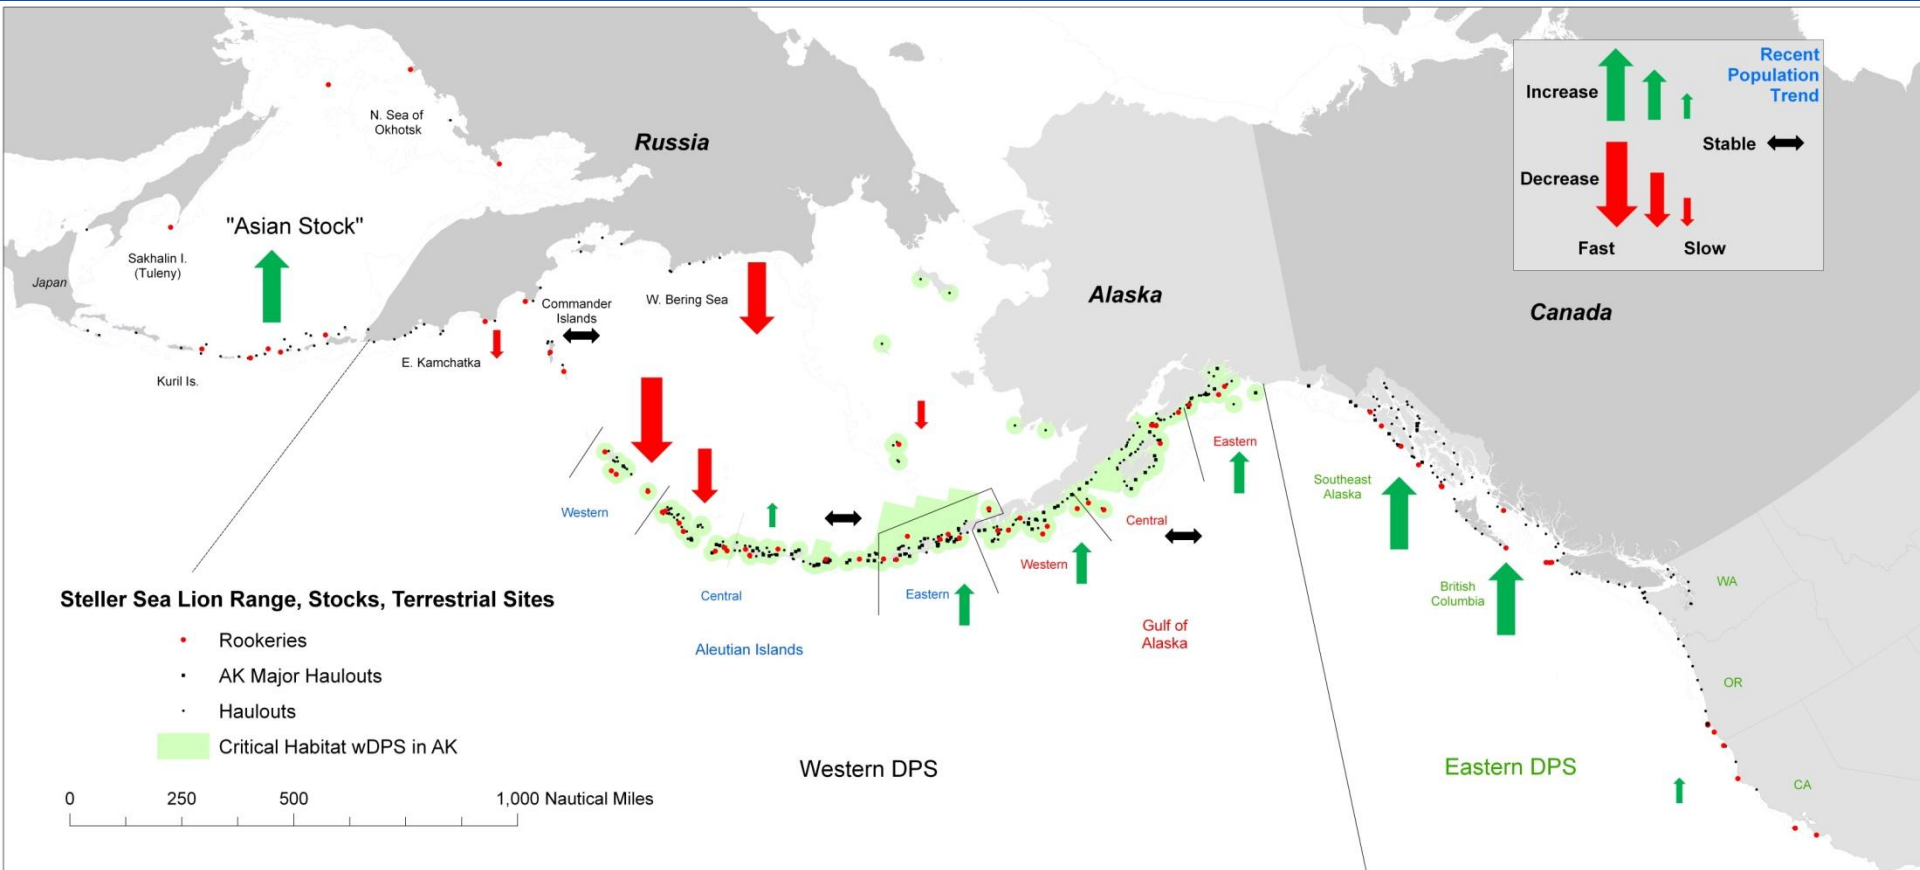 Recent
Population
Trend
Increase
Stable
Decrease
Fast
Slow
N. Sea of
Okhotsk
Russia
"Asian Stock"
Sakhalin I.
(Tuleny)
Japan
Kuril Is.
E. Kamchatka
Commander
Islands
W. Bering Sea
Alaska
Canada
Western
Central
Eastern
Aleutian Islands
Western
Central
Eastern
Gulf of
Alaska
Southeast
Alaska
British
Columbia
WA
OR
CA
Western DPS
Eastern DPS
Steller Sea Lion Range, Stocks, Terrestrial Sites
Rookeries
AK Major Haulouts
Haulouts
Critical Habitat wDPS in AK
0 250 500 1,000 Nautical Miles